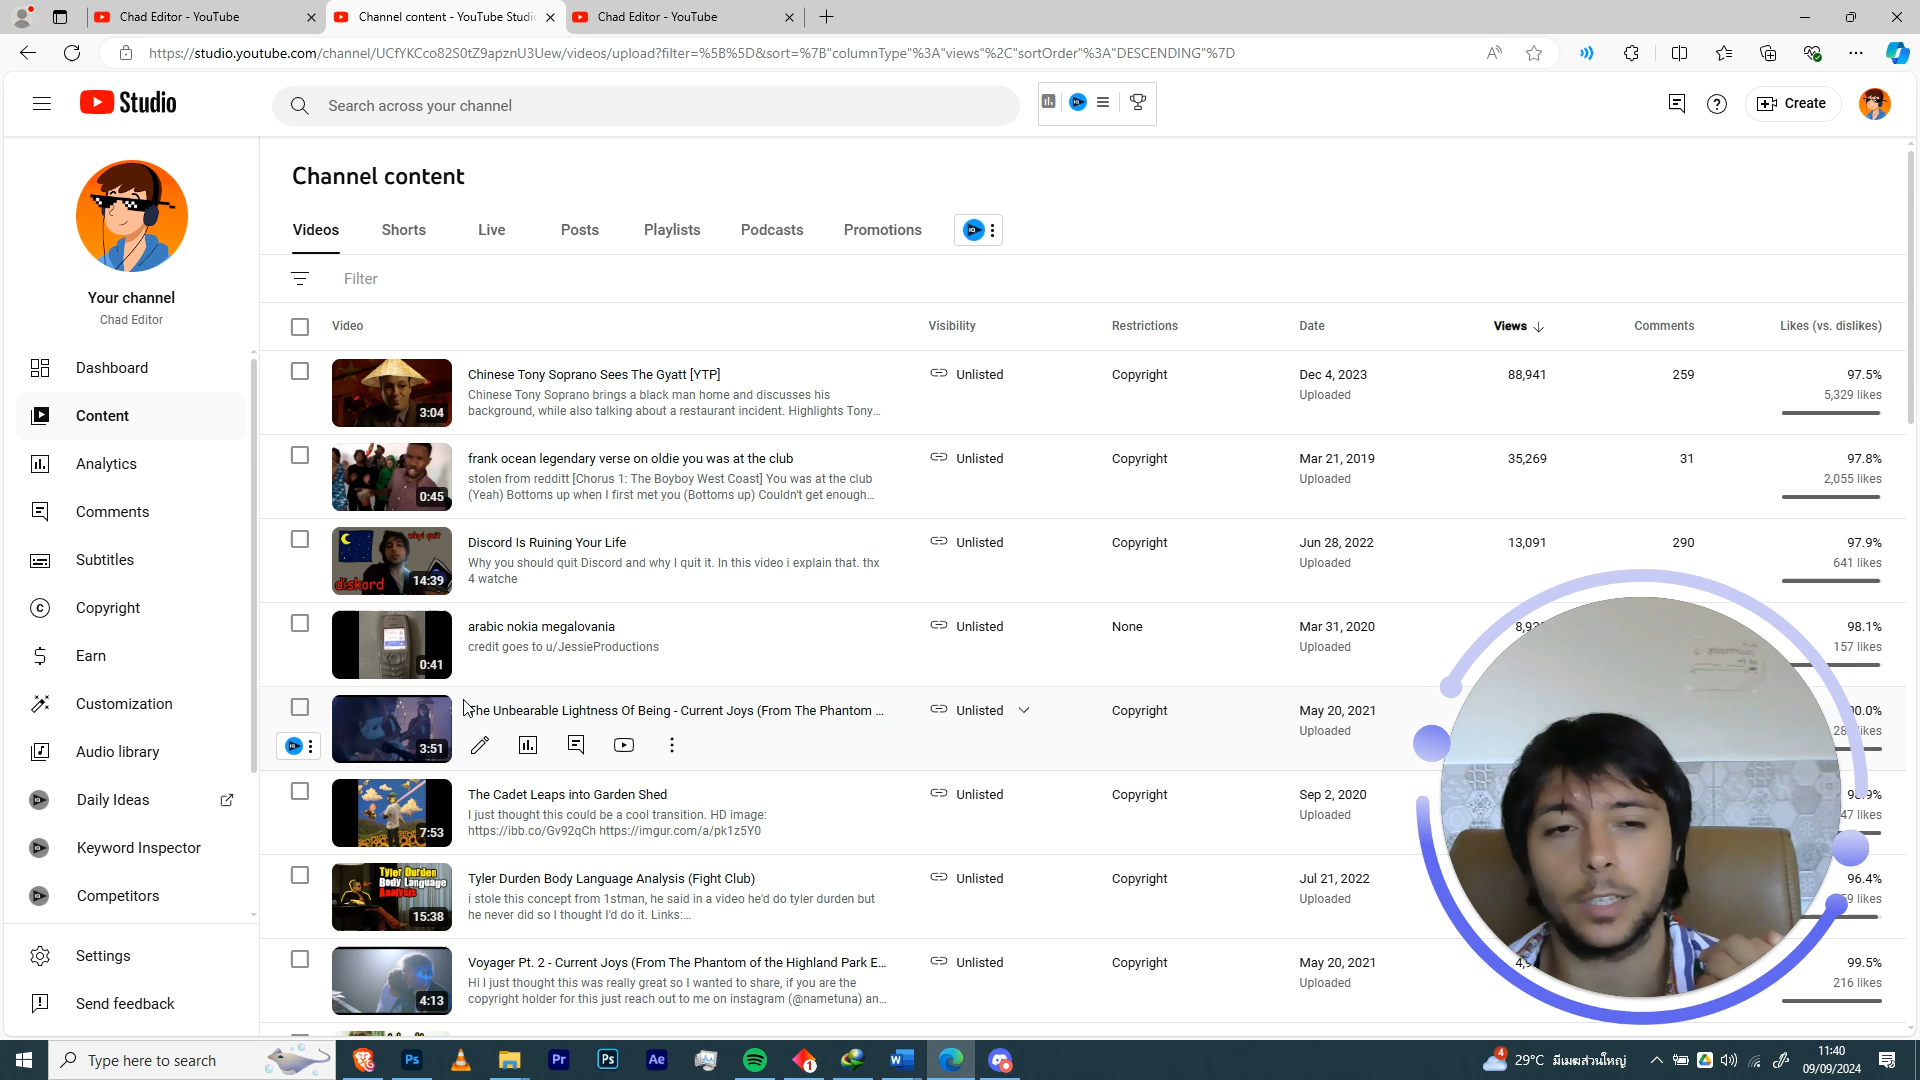 Chad Editor - YouTube
Channel content - YouTube Studio
Chad Editor - YouTube
https://studio.youtube.com/channel/UCfYKCco82S0tZ9apznU3Uew/videos/upload?filter=%5B%5D&sort=%7B"columnType"%3A"views"%2C"sortOrder"%3A"DESCENDING"%7D
Studio
Search across your channel
Create
Your channel
Chad Editor
Dashboard
Content
Analytics
Comments
Subtitles
Copyright
Earn
Customization
Audio library
Daily Ideas
Keyword Inspector
Competitors
Settings
Send feedback
Channel content
Videos Shorts Live Posts Playlists Podcasts Promotions
Filter
Video Visibility Restrictions Date Views Comments Likes (vs. dislikes)
3:04
Chinese Tony Soprano Sees The Gyatt [YTP]
Chinese Tony Soprano brings a black man home and discusses his
background, while also talking about a restaurant incident. Highlights Tony...
Unlisted
Copyright
Dec 4, 2023
Uploaded
88,941
259
97.5%
5,329 likes
0:45
frank ocean legendary verse on oldie you was at the club
stolen from redditt [Chorus 1: The Boyboy West Coast] You was at the club
(Yeah) Bottoms up when I first met you (Bottoms up) Couldn't get enough...
Unlisted
Copyright
Mar 21, 2019
Uploaded
35,269
31
97.8%
2,055 likes
why i quit?
diskord
14:39
Discord Is Ruining Your Life
Why you should quit Discord and why I quit it. In this video i explain that. thx
4 watche
Unlisted
Copyright
Jun 28, 2022
Uploaded
13,091
290
97.9%
641 likes
0:41
arabic nokia megalovania
credit goes to u/JessieProductions
Unlisted
None
Mar 31, 2020
Uploaded
98.1%
157 likes
3:51
The Unbearable Lightness Of Being - Current Joys (From The Phantom ...
Unlisted
Copyright
May 20, 2021
Uploaded
7:53
The Cadet Leaps into Garden Shed
I just thought this could be a cool transition. HD image:
https://ibb.co/Gv92qCh https://imgur.com/a/pk1z5Y0
Unlisted
Copyright
Sep 2, 2020
Uploaded
Tyler Durden
Body Language
Analysis
15:38
Tyler Durden Body Language Analysis (Fight Club)
i stole this concept from 1stman, he said in a video he'd do tyler durden but
he never did so I thought I'd do it. Links:...
Unlisted
Copyright
Jul 21, 2022
Uploaded
96.4%
4:13
Voyager Pt. 2 - Current Joys (From The Phantom of the Highland Park E...
Hi I just thought this was really great so I wanted to share, if you are the
copyright holder for this just reach out to me on instagram (@nametuna) an...
Unlisted
Copyright
May 20, 2021
Uploaded
99.5%
216 likes
Type here to search
29°C มีเมฆส่วนใหญ่
11:40
09/09/2024